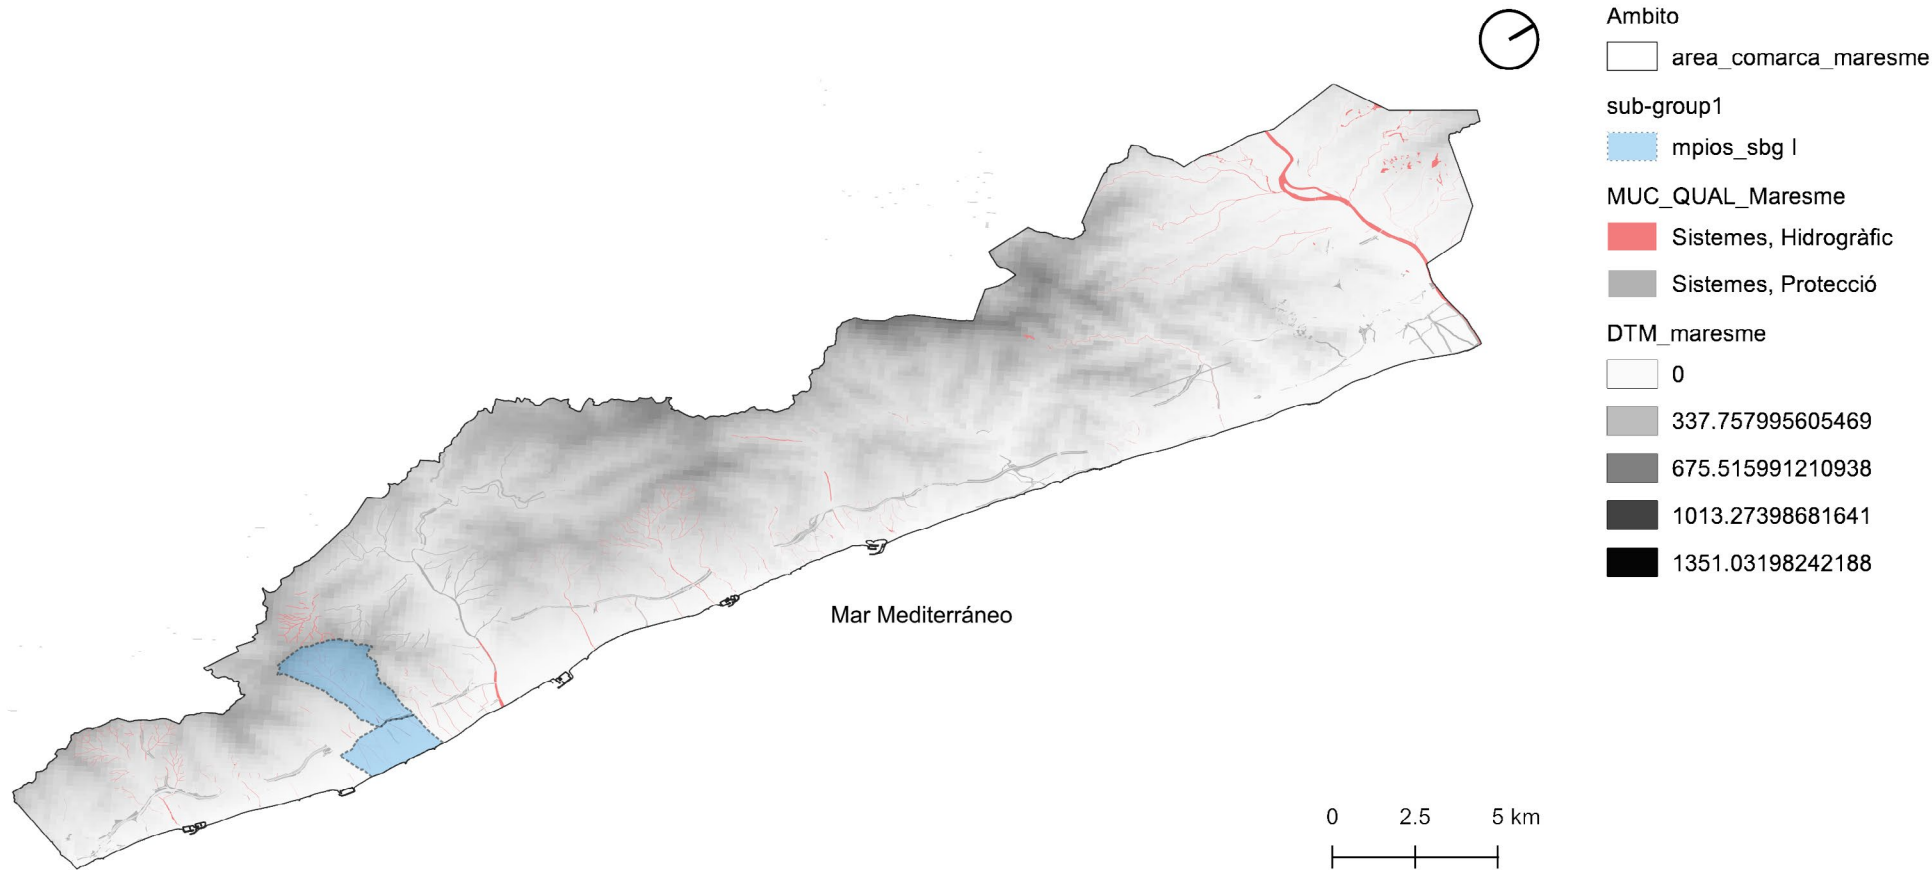 Ambito
area_comarca_maresme
sub-group1
mpios_sbg I
MUC_QUAL_Maresme
Sistemes, Hidrogràfic
Sistemes, Protecció
DTM_maresme
0
337.757995605469
675.515991210938
1013.27398681641
1351.03198242188
Mar Mediterráneo
0 2.5 5 km